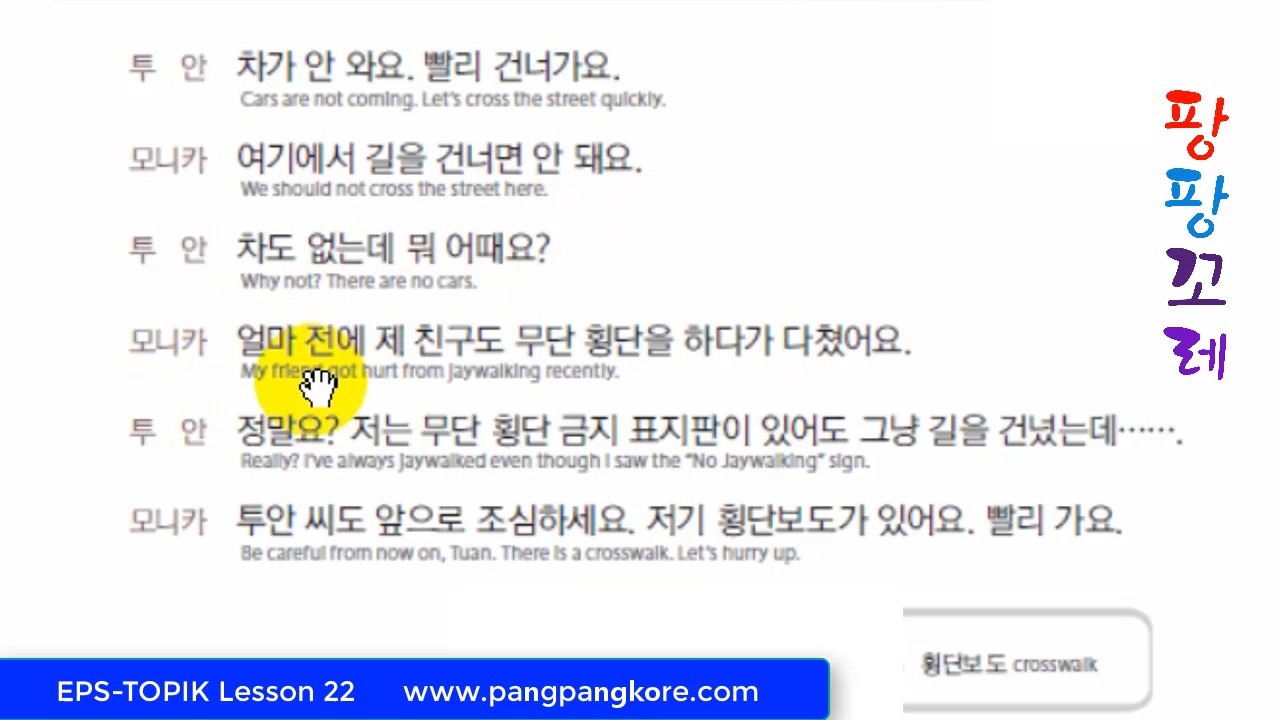 투 안 차가 안 와요. 빨리 건너가요.
Cars are not coming. Let's cross the street quickly.
모니카 여기에서 길을 건너면 안 돼요.
We should not cross the street here.
투 안 차도 없는데 뭐 어때요?
Why not? There are no cars.
모니카 얼마 전에 제 친구도 무단 횡단을 하다가 다쳤어요.
My friend got hurt from jaywalking recently.
투 안 정말요? 저는 무단 횡단 금지 표지판이 있어도 그냥 길을 건넜는데…….
Really? I've always jaywalked even though I saw the “No Jaywalking” sign.
모니카 투안 씨도 앞으로 조심하세요. 저기 횡단보도가 있어요. 빨리 가요.
Be careful from now on, Tuan. There is a crosswalk. Let's hurry up.
팡
팡
꼬
레
횡단보도 crosswalk
EPS-TOPIK Lesson 22 www.pangpangkore.com